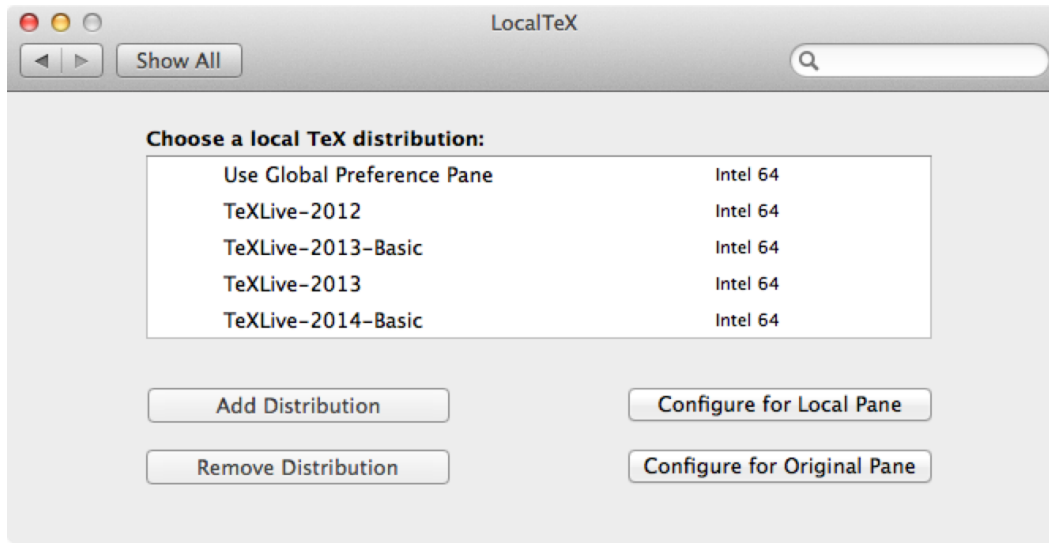 LocalTeX
Show All
Choose a local TeX distribution:
Use Global Preference Pane Intel 64
TeXLive-2012 Intel 64
TeXLive-2013-Basic Intel 64
TeXLive-2013 Intel 64
TeXLive-2014-Basic Intel 64
Add Distribution Configure for Local Pane
Remove Distribution Configure for Original Pane